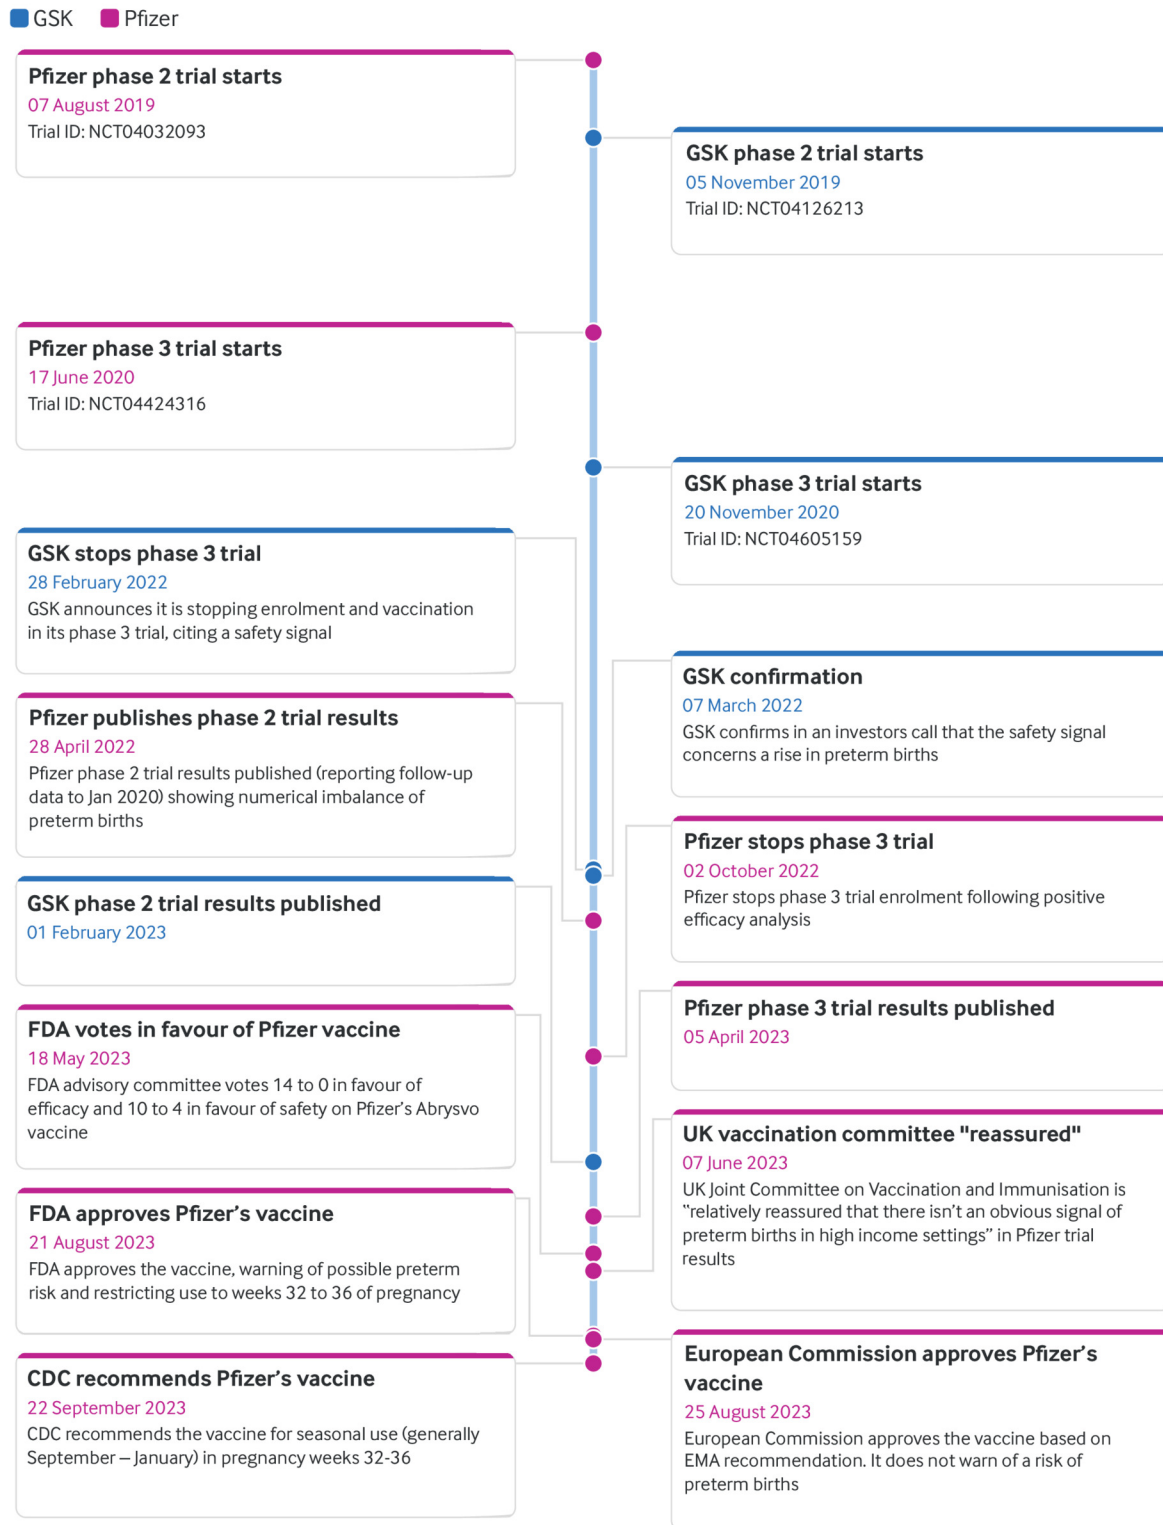 GSK
Pfizer
Pfizer phase 2 trial starts
07 August 2019
Trial ID: NCT04032093
GSK phase 2 trial starts
05 November 2019
Trial ID: NCT04126213
Pfizer phase 3 trial starts
17 June 2020
Trial ID: NCT04424316
GSK phase 3 trial starts
20 November 2020
Trial ID: NCT04605159
GSK stops phase 3 trial
28 February 2022
GSK announces it is stopping enrolment and vaccination
in its phase 3 trial, citing a safety signal
GSK confirmation
07 March 2022
GSK confirms in an investors call that the safety signal
concerns a rise in preterm births
Pfizer publishes phase 2 trial results
28 April 2022
Pfizer phase 2 trial results published (reporting follow-up
data to Jan 2020) showing numerical imbalance of
preterm births
Pfizer stops phase 3 trial
02 October 2022
Pfizer stops phase 3 trial enrolment following positive
efficacy analysis
GSK phase 2 trial results published
01 February 2023
Pfizer phase 3 trial results published
05 April 2023
FDA votes in favour of Pfizer vaccine
18 May 2023
FDA advisory committee votes 14 to 0 in favour of
efficacy and 10 to 4 in favour of safety on Pfizer's Abrysvo
vaccine
UK vaccination committee "reassured"
07 June 2023
UK Joint Committee on Vaccination and Immunisation is
“relatively reassured that there isn't an obvious signal of
preterm births in high income settings” in Pfizer trial
results
FDA approves Pfizer's vaccine
21 August 2023
FDA approves the vaccine, warning of possible preterm
risk and restricting use to weeks 32 to 36 of pregnancy
European Commission approves Pfizer's
vaccine
25 August 2023
European Commission approves the vaccine based on
EMA recommendation. It does not warn of a risk of
preterm births
CDC recommends Pfizer's vaccine
22 September 2023
CDC recommends the vaccine for seasonal use (generally
September – January) in pregnancy weeks 32-36